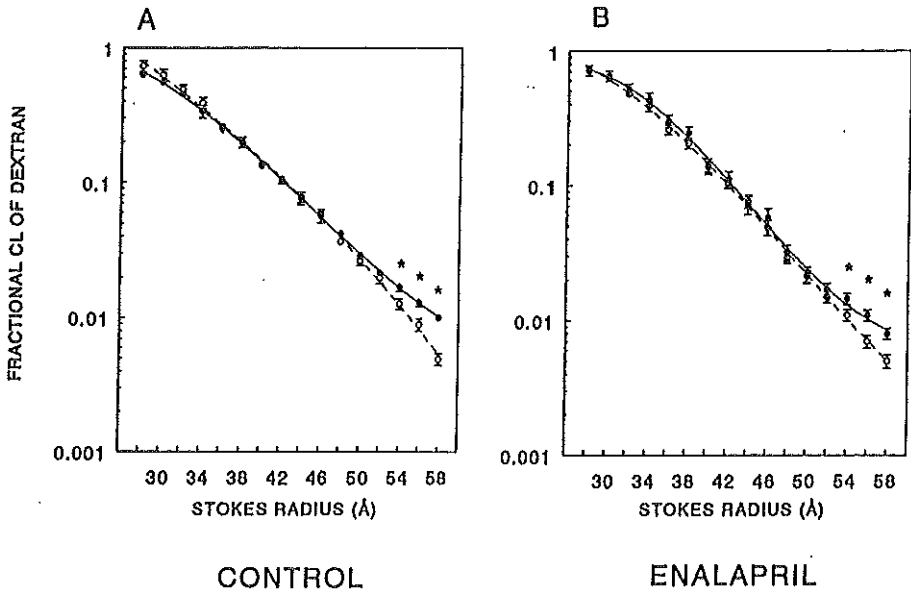 A
B
FRACTIONAL CL OF DEXTRAN
1
0.1
0.01
0.001
* * *
30 34 38 42 46 50 54 58
STOKES RADIUS (Å)
CONTROL
1
0.1
0.01
0.001
* * *
30 34 38 42 46 50 54 58
STOKES RADIUS (Å)
ENALAPRIL